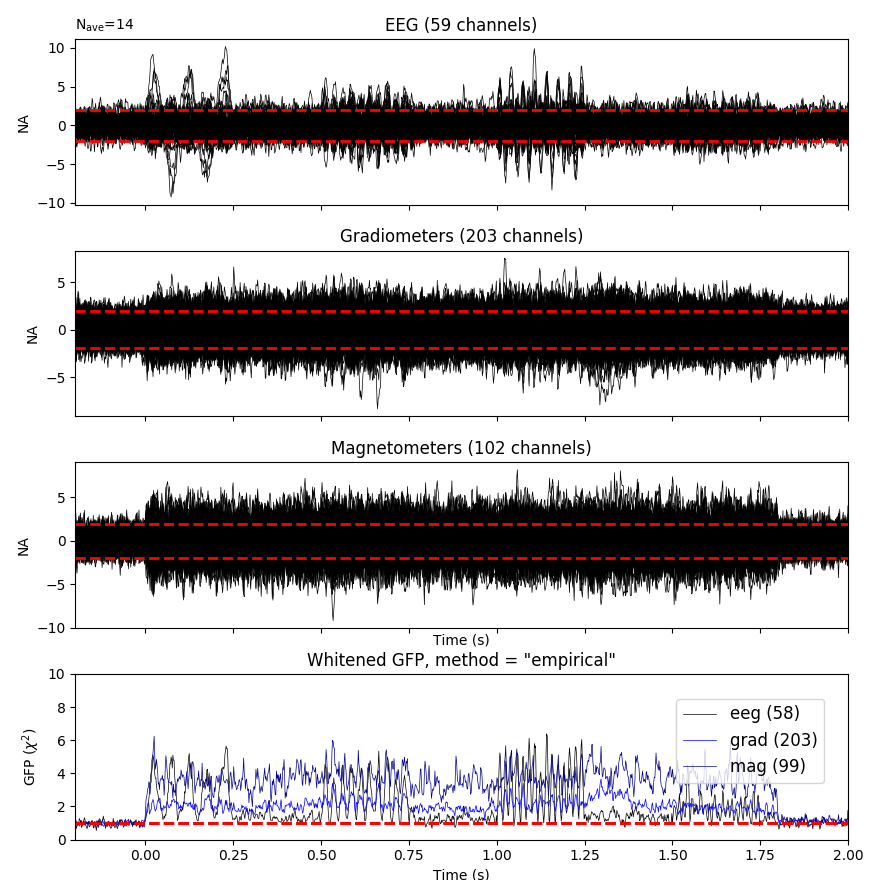 N_ave=14
EEG (59 channels)
10
5
0
−5
−10
NA
Gradiometers (203 channels)
5
0
−5
NA
Magnetometers (102 channels)
5
0
−5
−10
NA
Time (s)
Whitened GFP, method = "empirical"
10
8
6
4
2
0
GFP (χ²)
eeg (58)
grad (203)
mag (99)
0.00 0.25 0.50 0.75 1.00 1.25 1.50 1.75 2.00
Time (s)